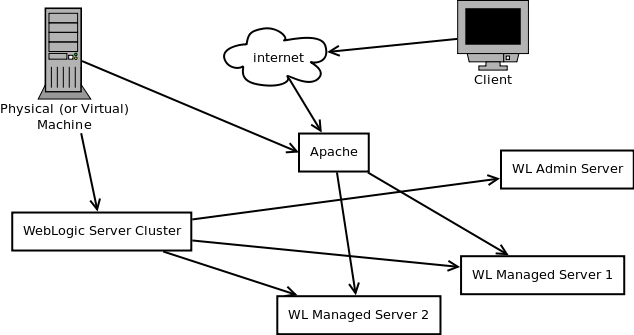 internet
Client
Physical (or Virtual)
Machine
Apache
WL Admin Server
WebLogic Server Cluster
WL Managed Server 1
WL Managed Server 2